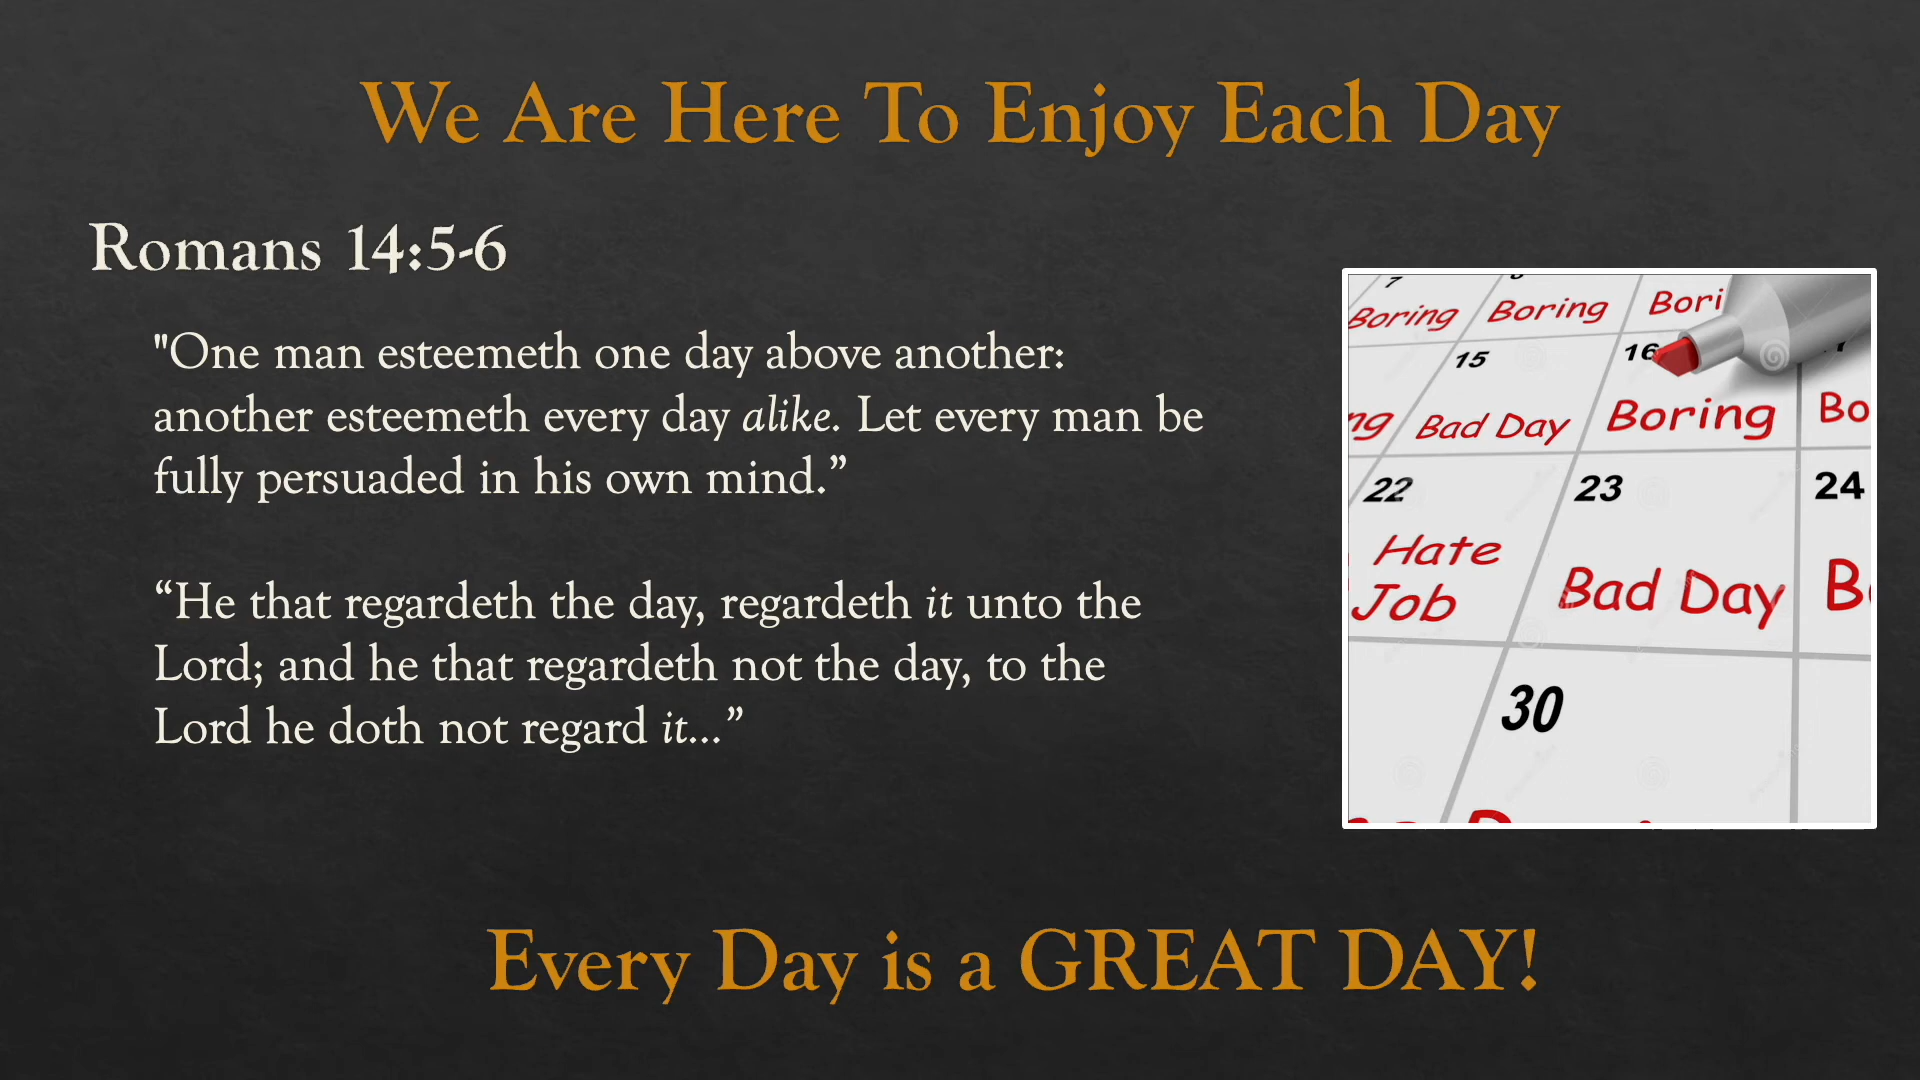 We Are Here To Enjoy Each Day
Romans 14:5-6
"One man esteemeth one day above another:
another esteemeth every day alike. Let every man be
fully persuaded in his own mind.”
“He that regardeth the day, regardeth it unto the
Lord; and he that regardeth not the day, to the
Lord he doth not regard it...”
7
Boring Boring Bori
15 16
ng Bad Day Boring Bo
22 23 24
Hate Bad Day B
Job
30
Every Day is a GREAT DAY!